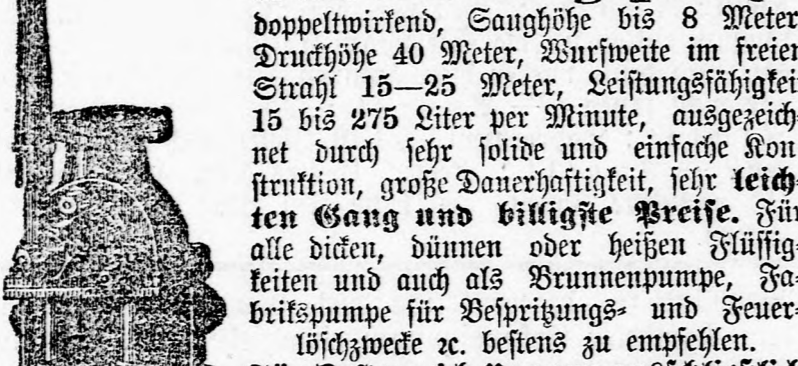 doppeltwirkend, Saughöhe bis 8 Meter
Druckhöhe 40 Meter, Wurfweite im freien
Strahl 15—25 Meter, Leistungsfähigkeit
15 bis 275 Liter per Minute, ausgezeich-
net durch sehr solide und einfache Kon-
struktion, große Dauerhaftigkeit, sehr leich-
ten Gang und billigste Preise. Für
alle dicken, dünnen oder heißen Flüssig-
keiten und auch als Brunnenpumpe, Fa-
brikspumpe für Bespritzungs- und Feuer-
löschzwecke ꝛc. bestens zu empfehlen.